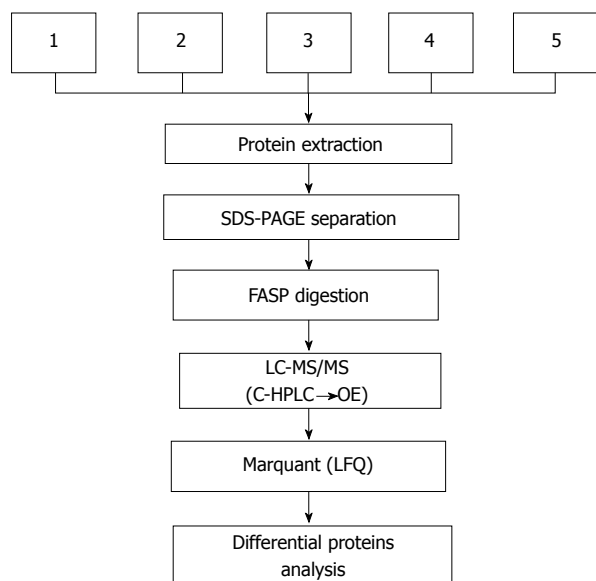 1 2 3 4 5
Protein extraction
SDS-PAGE separation
FASP digestion
LC-MS/MS
(C-HPLC→OE)
Marquant (LFQ)
Differential proteins
analysis